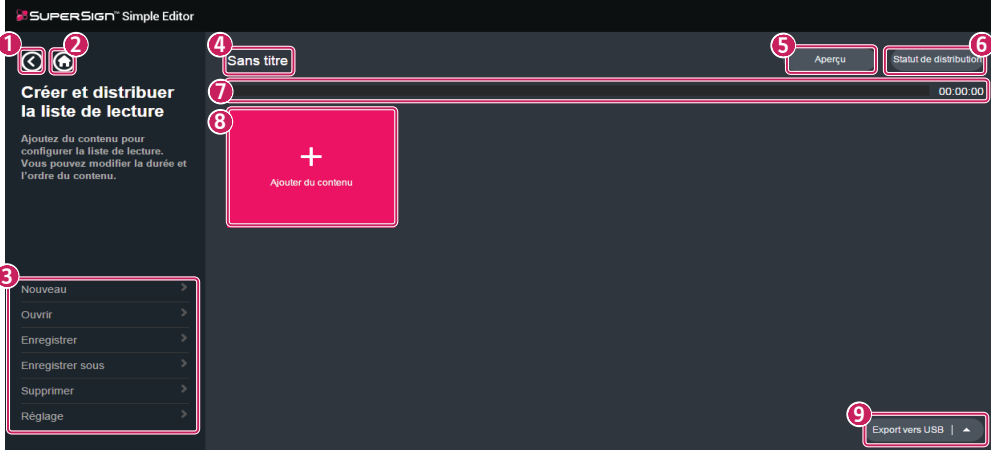 SUPERSIGN™ Simple Editor
1
2
4
5
6
Sans titre
Aperçu
Statut de distribution
7
00:00:00
Créer et distribuer
la liste de lecture
Ajoutez du contenu pour
configurer la liste de lecture.
Vous pouvez modifier la durée et
l'ordre du contenu.
8
+
Ajouter du contenu
3
Nouveau
Ouvrir
Enregistrer
Enregistrer sous
Supprimer
Réglage
9
Export vers USB |